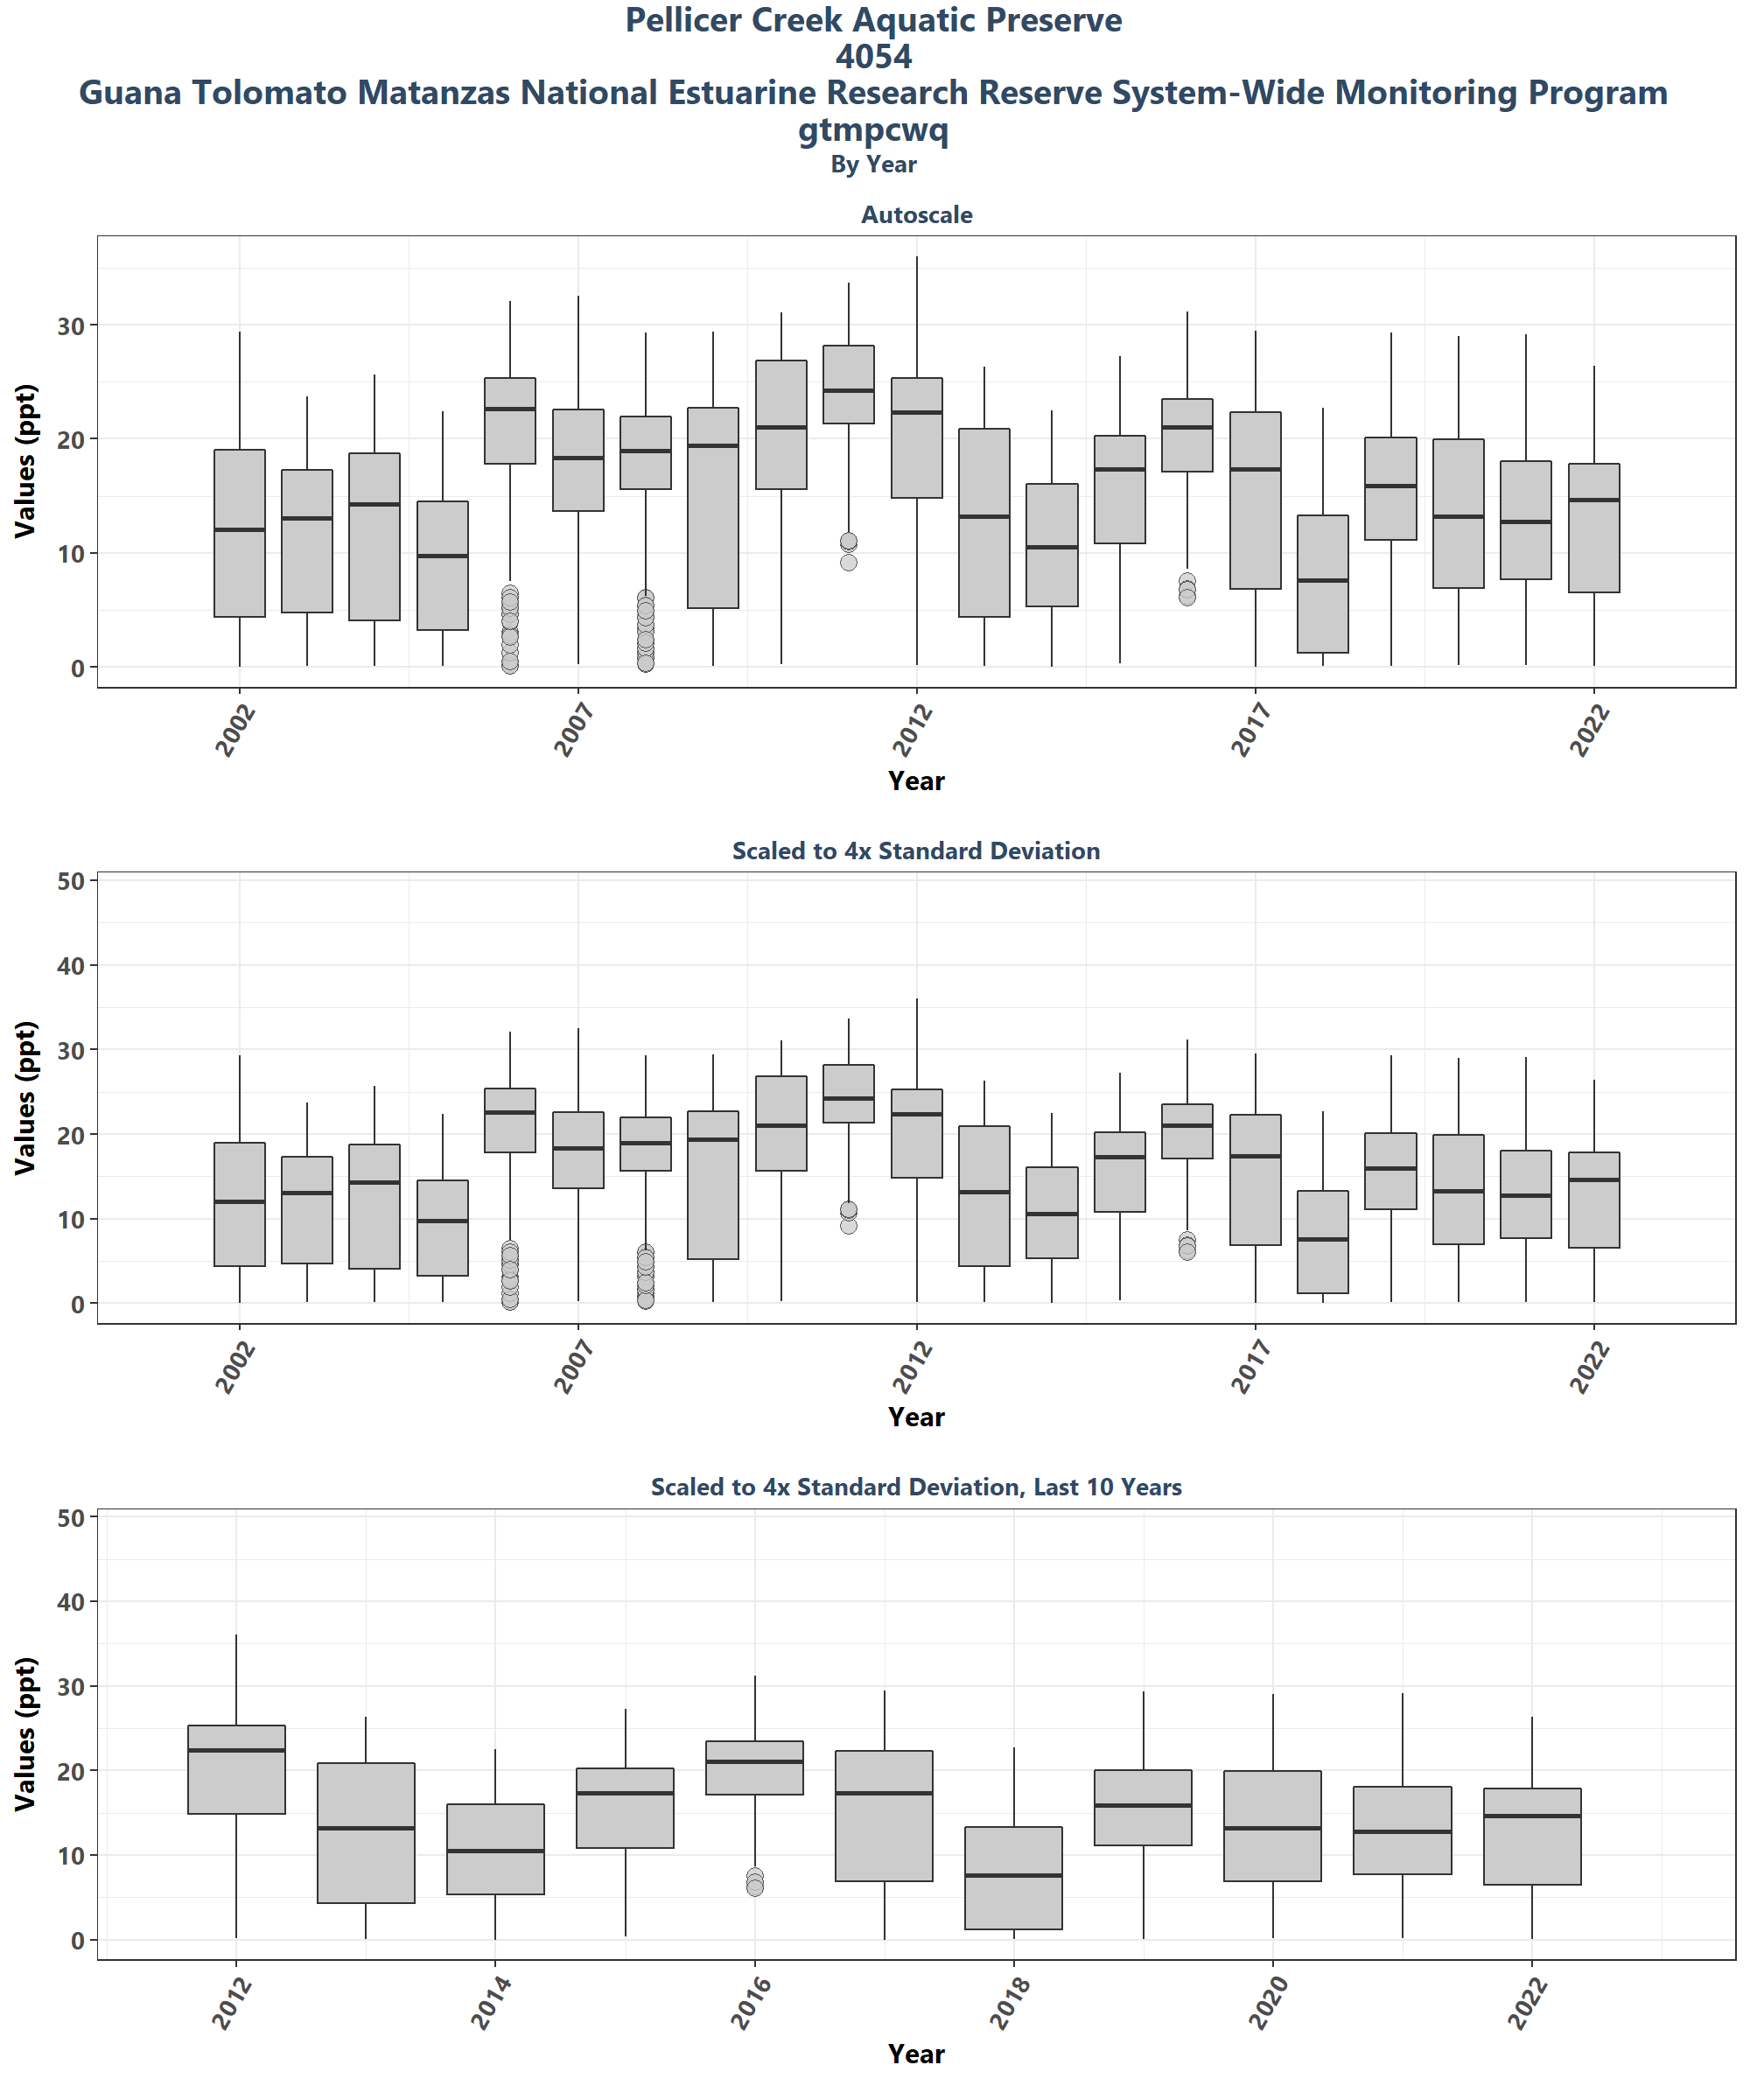 Pellicer Creek Aquatic Preserve
4054
Guana Tolomato Matanzas National Estuarine Research Reserve System-Wide Monitoring Program
gtmpcwq
By Year
Autoscale
Values (ppt)
30
20
10
0
2002 2007 2012 2017 2022
Year
Scaled to 4x Standard Deviation
Values (ppt)
50
40
30
20
10
0
2002 2007 2012 2017 2022
Year
Scaled to 4x Standard Deviation, Last 10 Years
Values (ppt)
50
40
30
20
10
0
2012 2014 2016 2018 2020 2022
Year